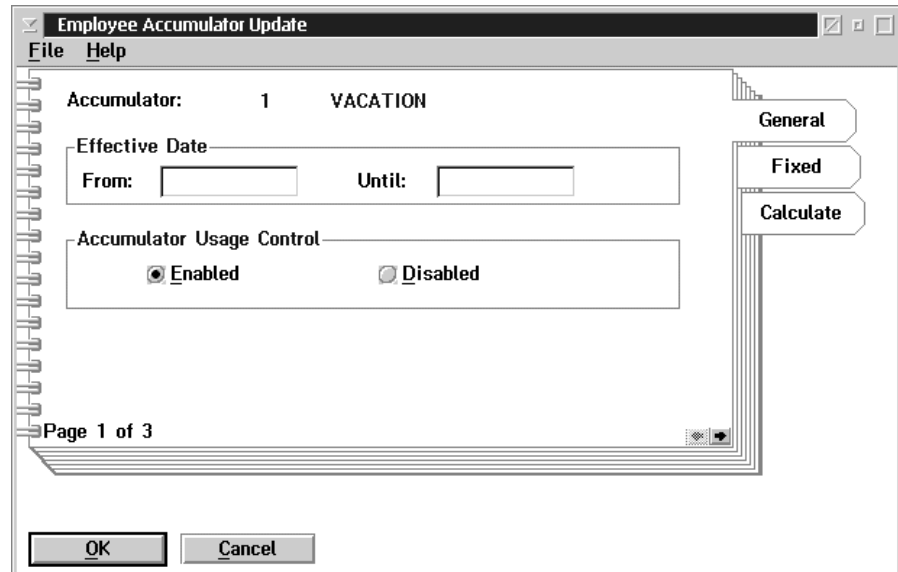 Employee Accumulator Update
File Help
Accumulator: 1 VACATION
General
Effective Date
Fixed
From: Until:
Calculate
Accumulator Usage Control
Enabled Disabled
Page 1 of 3
OK Cancel